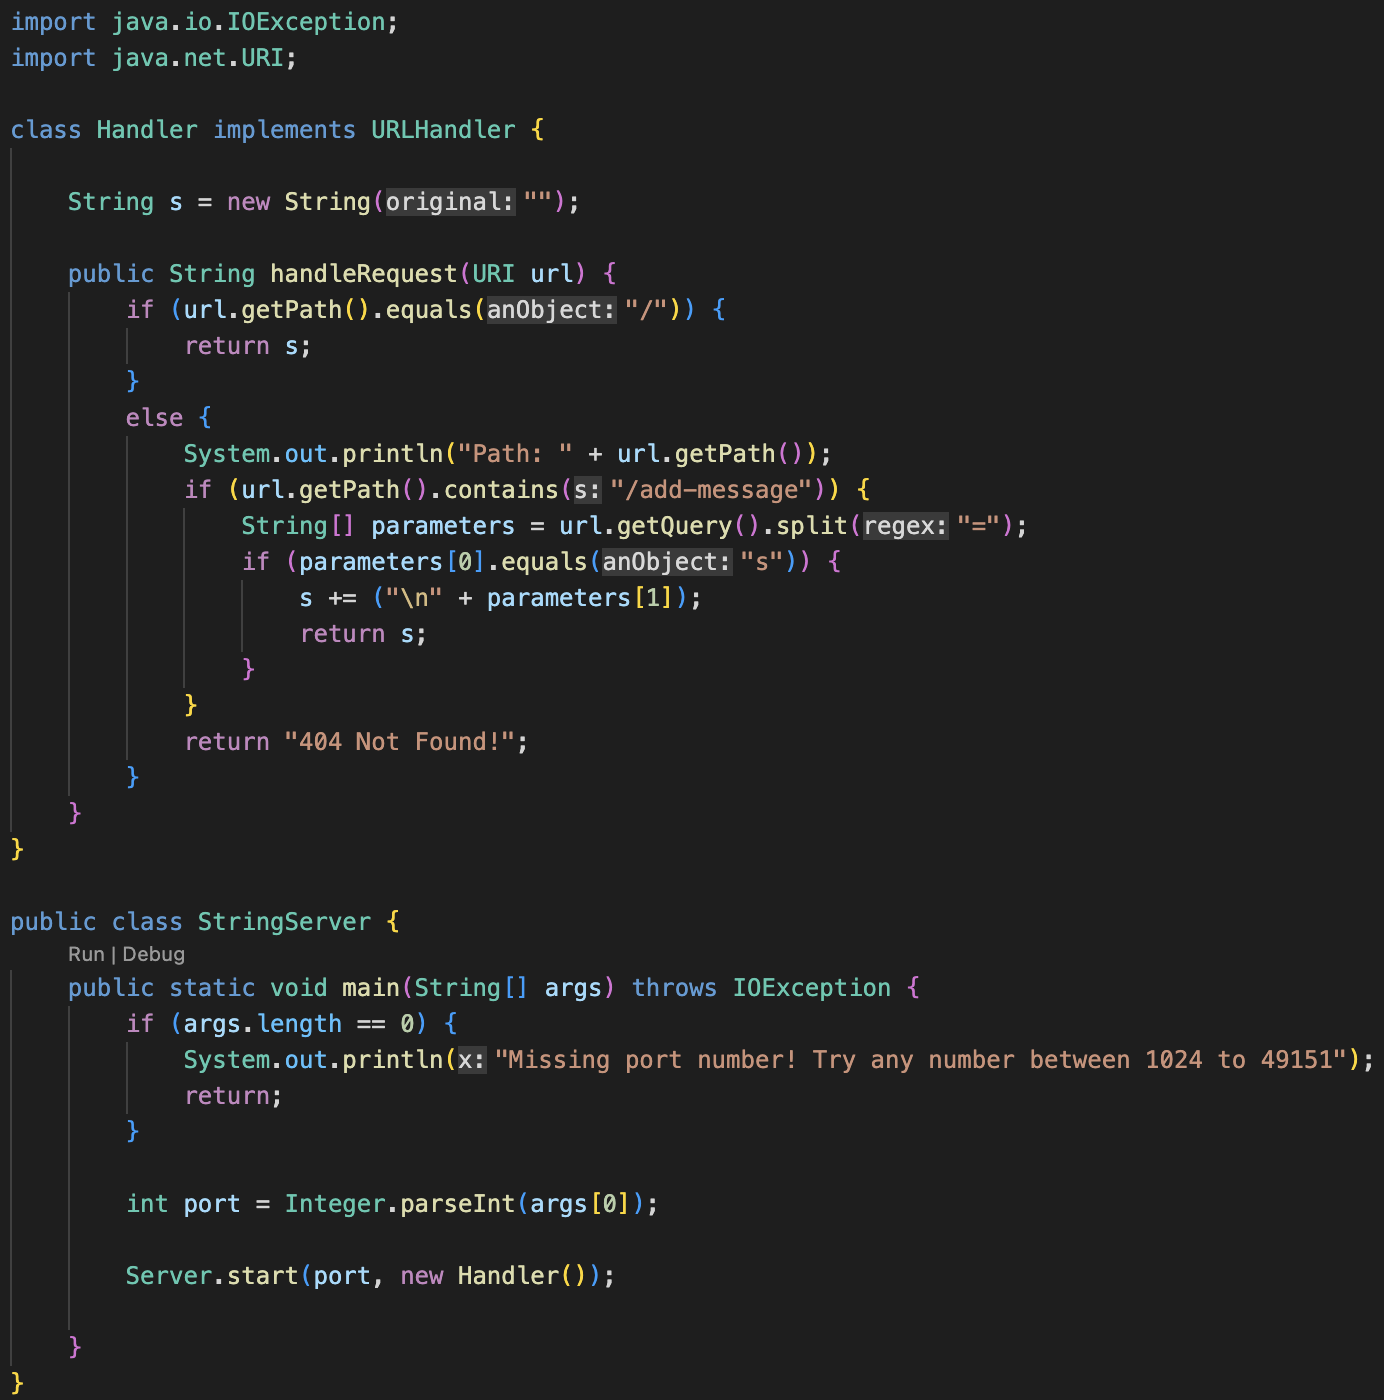 import java.io.IOException;
import java.net.URI;

class Handler implements URLHandler {

    String s = new String(original: "");

    public String handleRequest(URI url) {
        if (url.getPath().equals(anObject: "/")) {
            return s;
        }
        else {
            System.out.println("Path: " + url.getPath());
            if (url.getPath().contains(s: "/add-message")) {
                String[] parameters = url.getQuery().split(regex: "=");
                if (parameters[0].equals(anObject: "s")) {
                    s += ("\n" + parameters[1]);
                    return s;
                }
            }
            return "404 Not Found!";
        }
    }
}

public class StringServer {
    Run | Debug
    public static void main(String[] args) throws IOException {
        if (args.length == 0) {
            System.out.println(x: "Missing port number! Try any number between 1024 to 49151");
            return;
        }

        int port = Integer.parseInt(args[0]);

        Server.start(port, new Handler());

    }
}